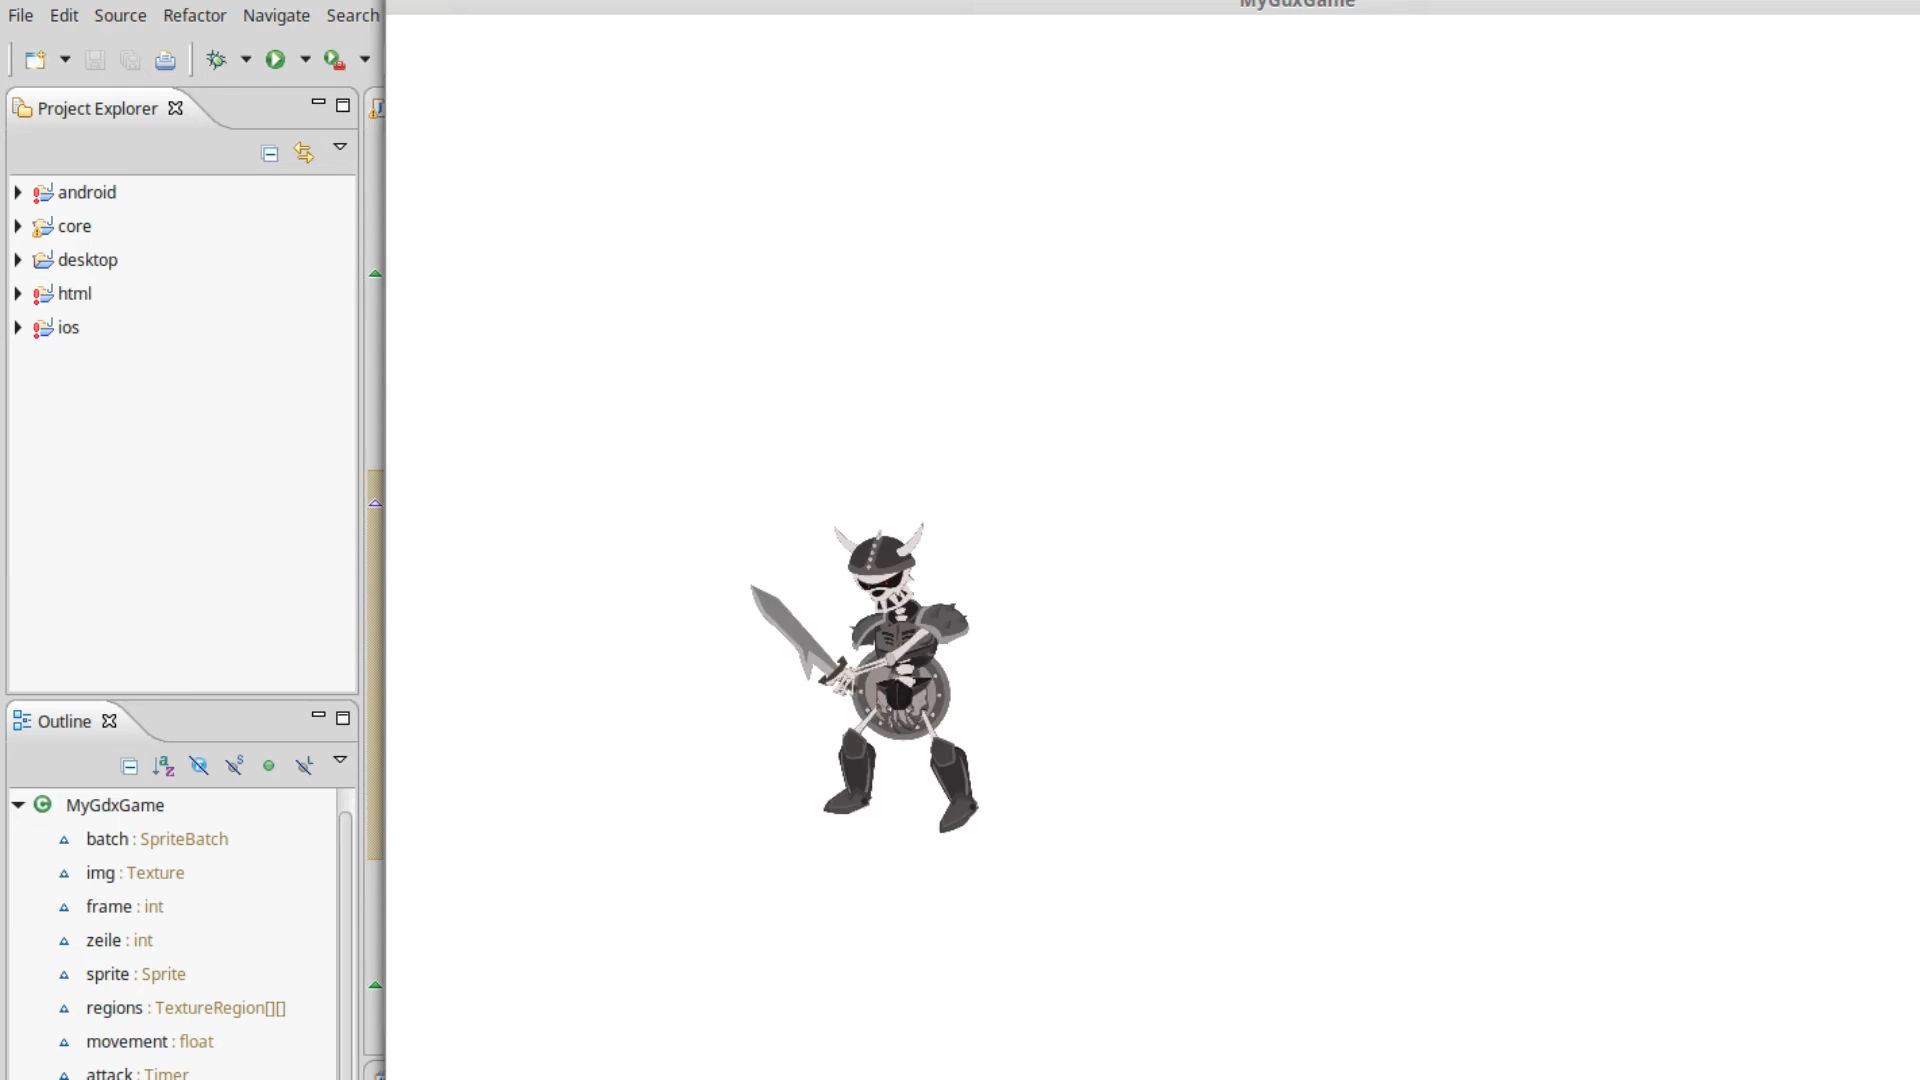 File Edit Source Refactor Navigate Search
MyGdxGame
Project Explorer
android
core
desktop
html
ios
Outline
MyGdxGame
batch : SpriteBatch
img : Texture
frame : int
zeile : int
sprite : Sprite
regions : TextureRegion[][]
movement : float
attack : Timer